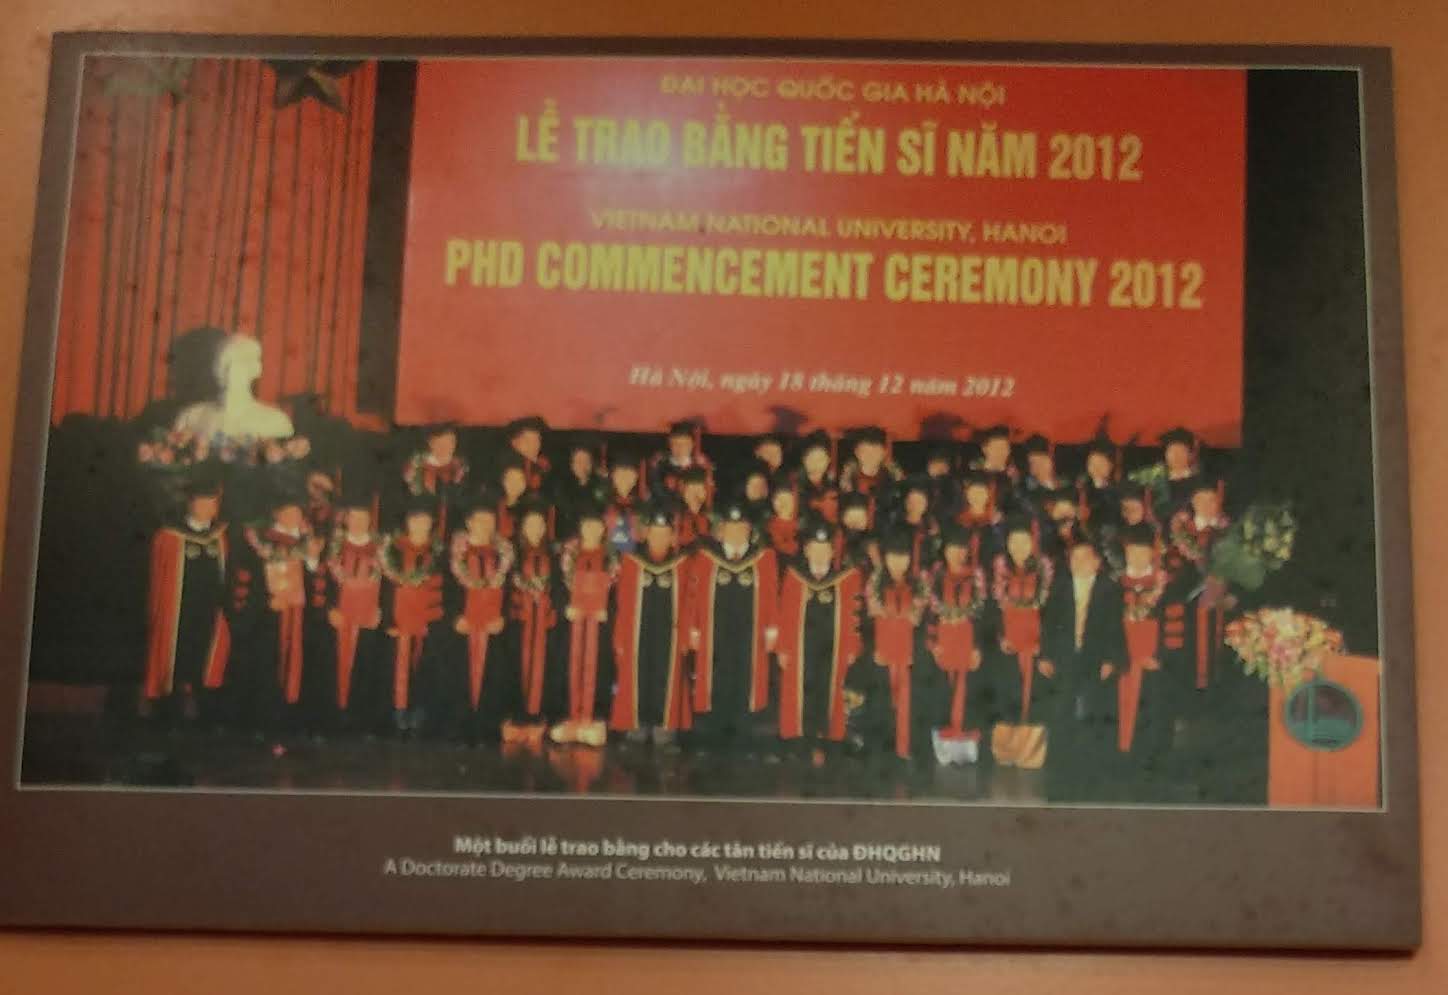 ĐẠI HỌC QUỐC GIA HÀ NỘI
LỄ TRAO BẰNG TIẾN SĨ NĂM 2012
VIETNAM NATIONAL UNIVERSITY, HANOI
PHD COMMENCEMENT CEREMONY 2012
Hà Nội, ngày 18 tháng 12 năm 2012
Một buổi lễ trao bằng cho các tân tiến sĩ của ĐHQGHN
A Doctorate Degree Award Ceremony, Vietnam National University, Hanoi